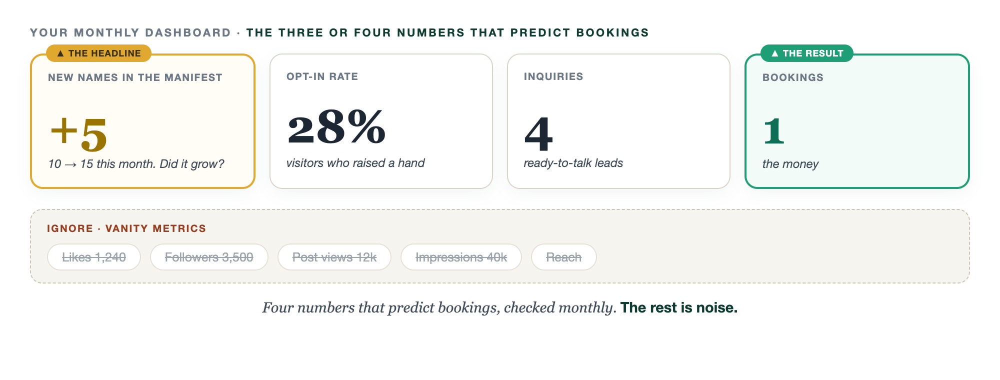 YOUR MONTHLY DASHBOARD · THE THREE OR FOUR NUMBERS THAT PREDICT BOOKINGS
▲ THE HEADLINE
NEW NAMES IN THE MANIFEST
+5
10 → 15 this month. Did it grow?
OPT-IN RATE
28%
visitors who raised a hand
INQUIRIES
4
ready-to-talk leads
▲ THE RESULT
BOOKINGS
1
the money
IGNORE · VANITY METRICS
Likes 1,240
Followers 3,500
Post views 12k
Impressions 40k
Reach
Four numbers that predict bookings, checked monthly. The rest is noise.